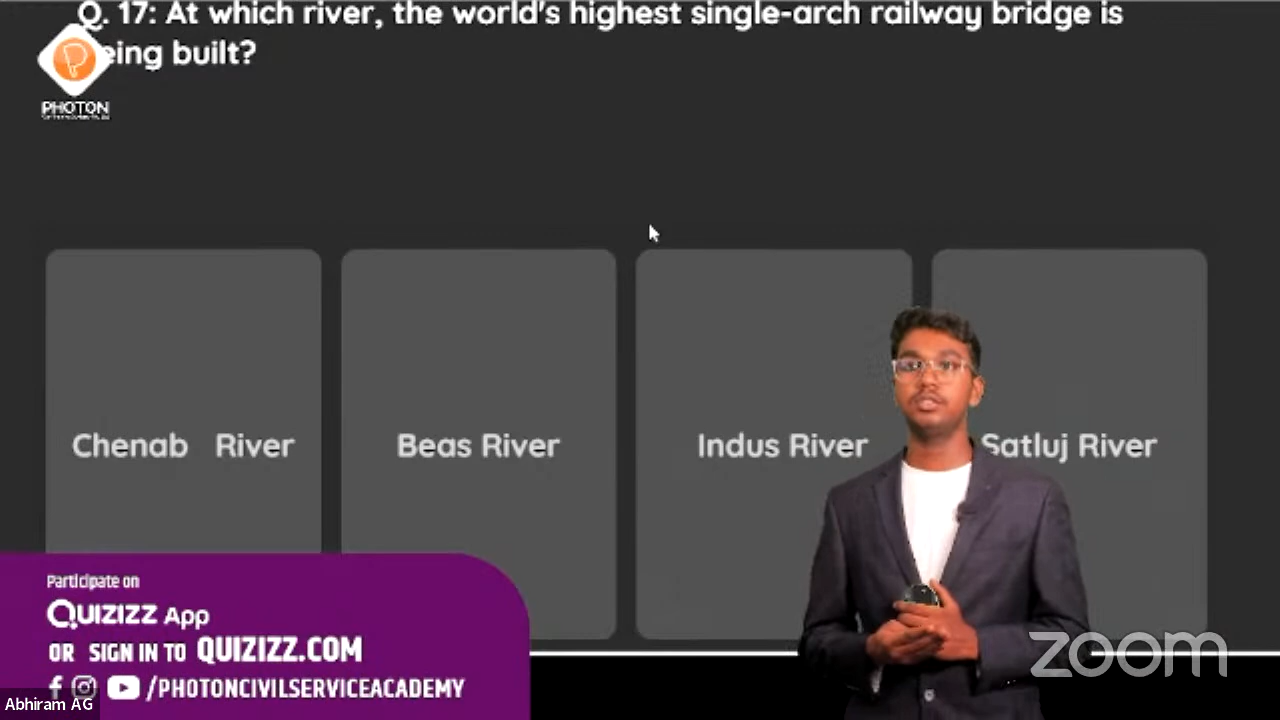 Q. 17: At which river, the world's highest single-arch railway bridge is
eing built?
PHOTON
Chenab River
Beas River
Indus River
Satluj River
Participate on
QUIZIZZ App
OR SIGN IN TO QUIZIZZ.COM
/PHOTONCIVILSERVICEACADEMY
Abhiram AG
zoom